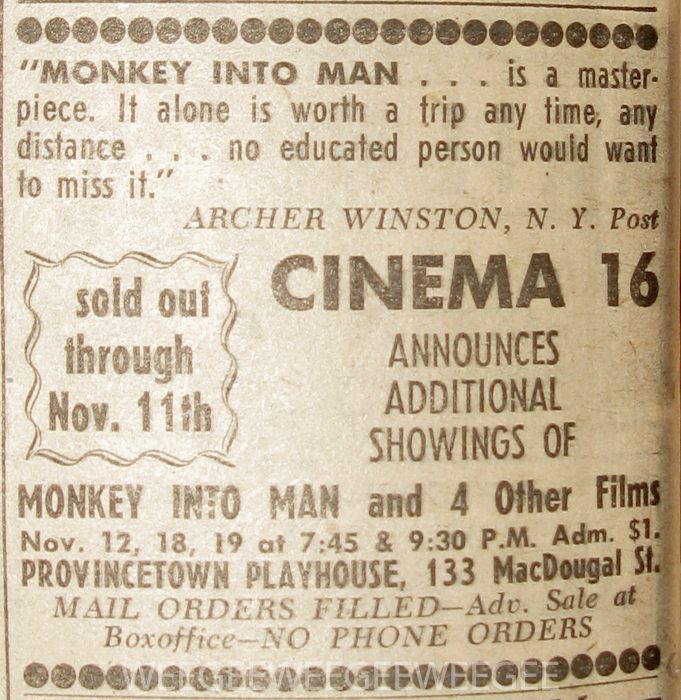 "MONKEY INTO MAN . . . is a master-
piece. It alone is worth a trip any time, any
distance . . . no educated person would want
to miss it."
ARCHER WINSTON, N. Y. Post
sold out
through
Nov. 11th
CINEMA 16
ANNOUNCES
ADDITIONAL
SHOWINGS OF
MONKEY INTO MAN and 4 Other Films
Nov. 12, 18, 19 at 7:45 & 9:30 P.M. Adm. $1.
PROVINCETOWN PLAYHOUSE, 133 MacDougal St.
MAIL ORDERS FILLED—Adv. Sale at
Boxoffice—NO PHONE ORDERS
WEEGEEWEEGEEWEEGEEWEEGEE